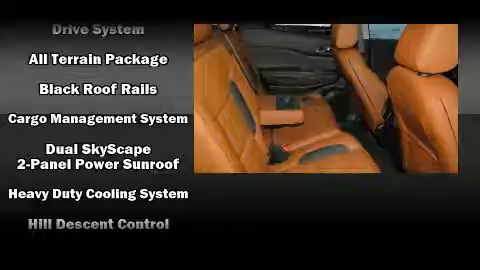 Drive System
All Terrain Package
Black Roof Rails
Cargo Management System
Dual SkyScape
2-Panel Power Sunroof
Heavy Duty Cooling System
Hill Descent Control